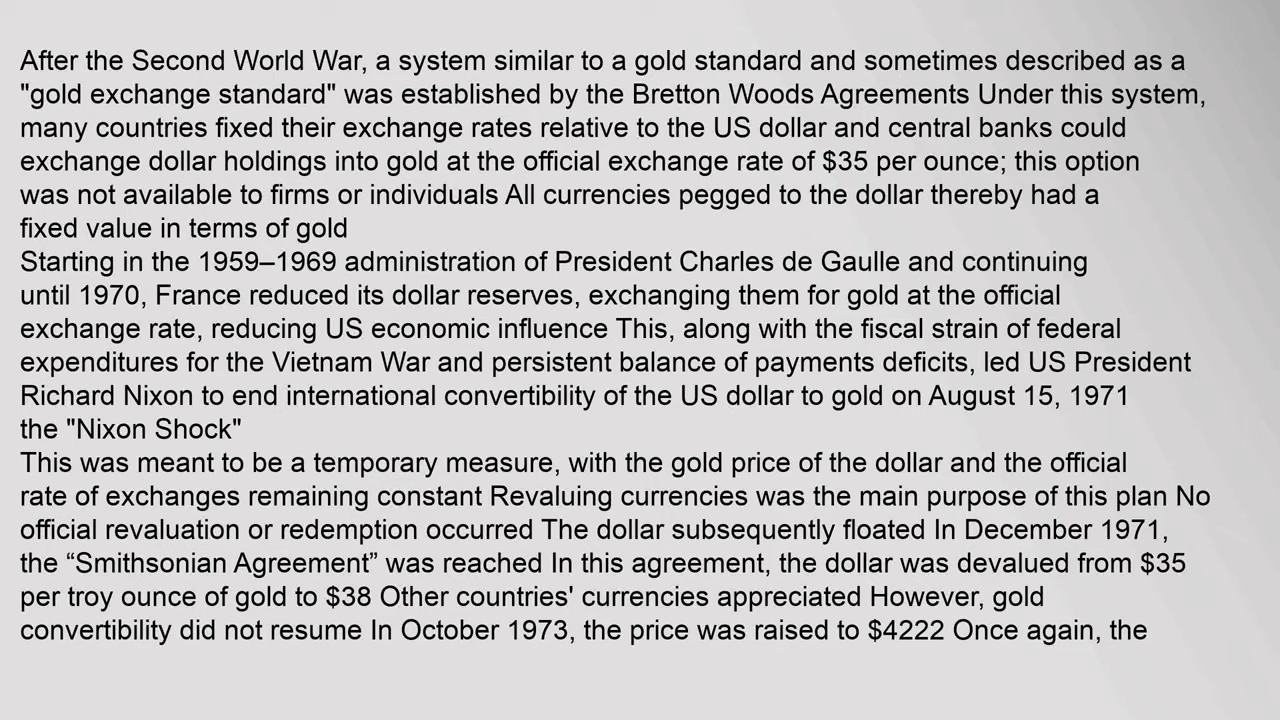 After the Second World War, a system similar to a gold standard and sometimes described as a
"gold exchange standard" was established by the Bretton Woods Agreements Under this system,
many countries fixed their exchange rates relative to the US dollar and central banks could
exchange dollar holdings into gold at the official exchange rate of $35 per ounce; this option
was not available to firms or individuals All currencies pegged to the dollar thereby had a
fixed value in terms of gold
Starting in the 1959–1969 administration of President Charles de Gaulle and continuing
until 1970, France reduced its dollar reserves, exchanging them for gold at the official
exchange rate, reducing US economic influence This, along with the fiscal strain of federal
expenditures for the Vietnam War and persistent balance of payments deficits, led US President
Richard Nixon to end international convertibility of the US dollar to gold on August 15, 1971
the "Nixon Shock"
This was meant to be a temporary measure, with the gold price of the dollar and the official
rate of exchanges remaining constant Revaluing currencies was the main purpose of this plan No
official revaluation or redemption occurred The dollar subsequently floated In December 1971,
the “Smithsonian Agreement” was reached In this agreement, the dollar was devalued from $35
per troy ounce of gold to $38 Other countries' currencies appreciated However, gold
convertibility did not resume In October 1973, the price was raised to $4222 Once again, the